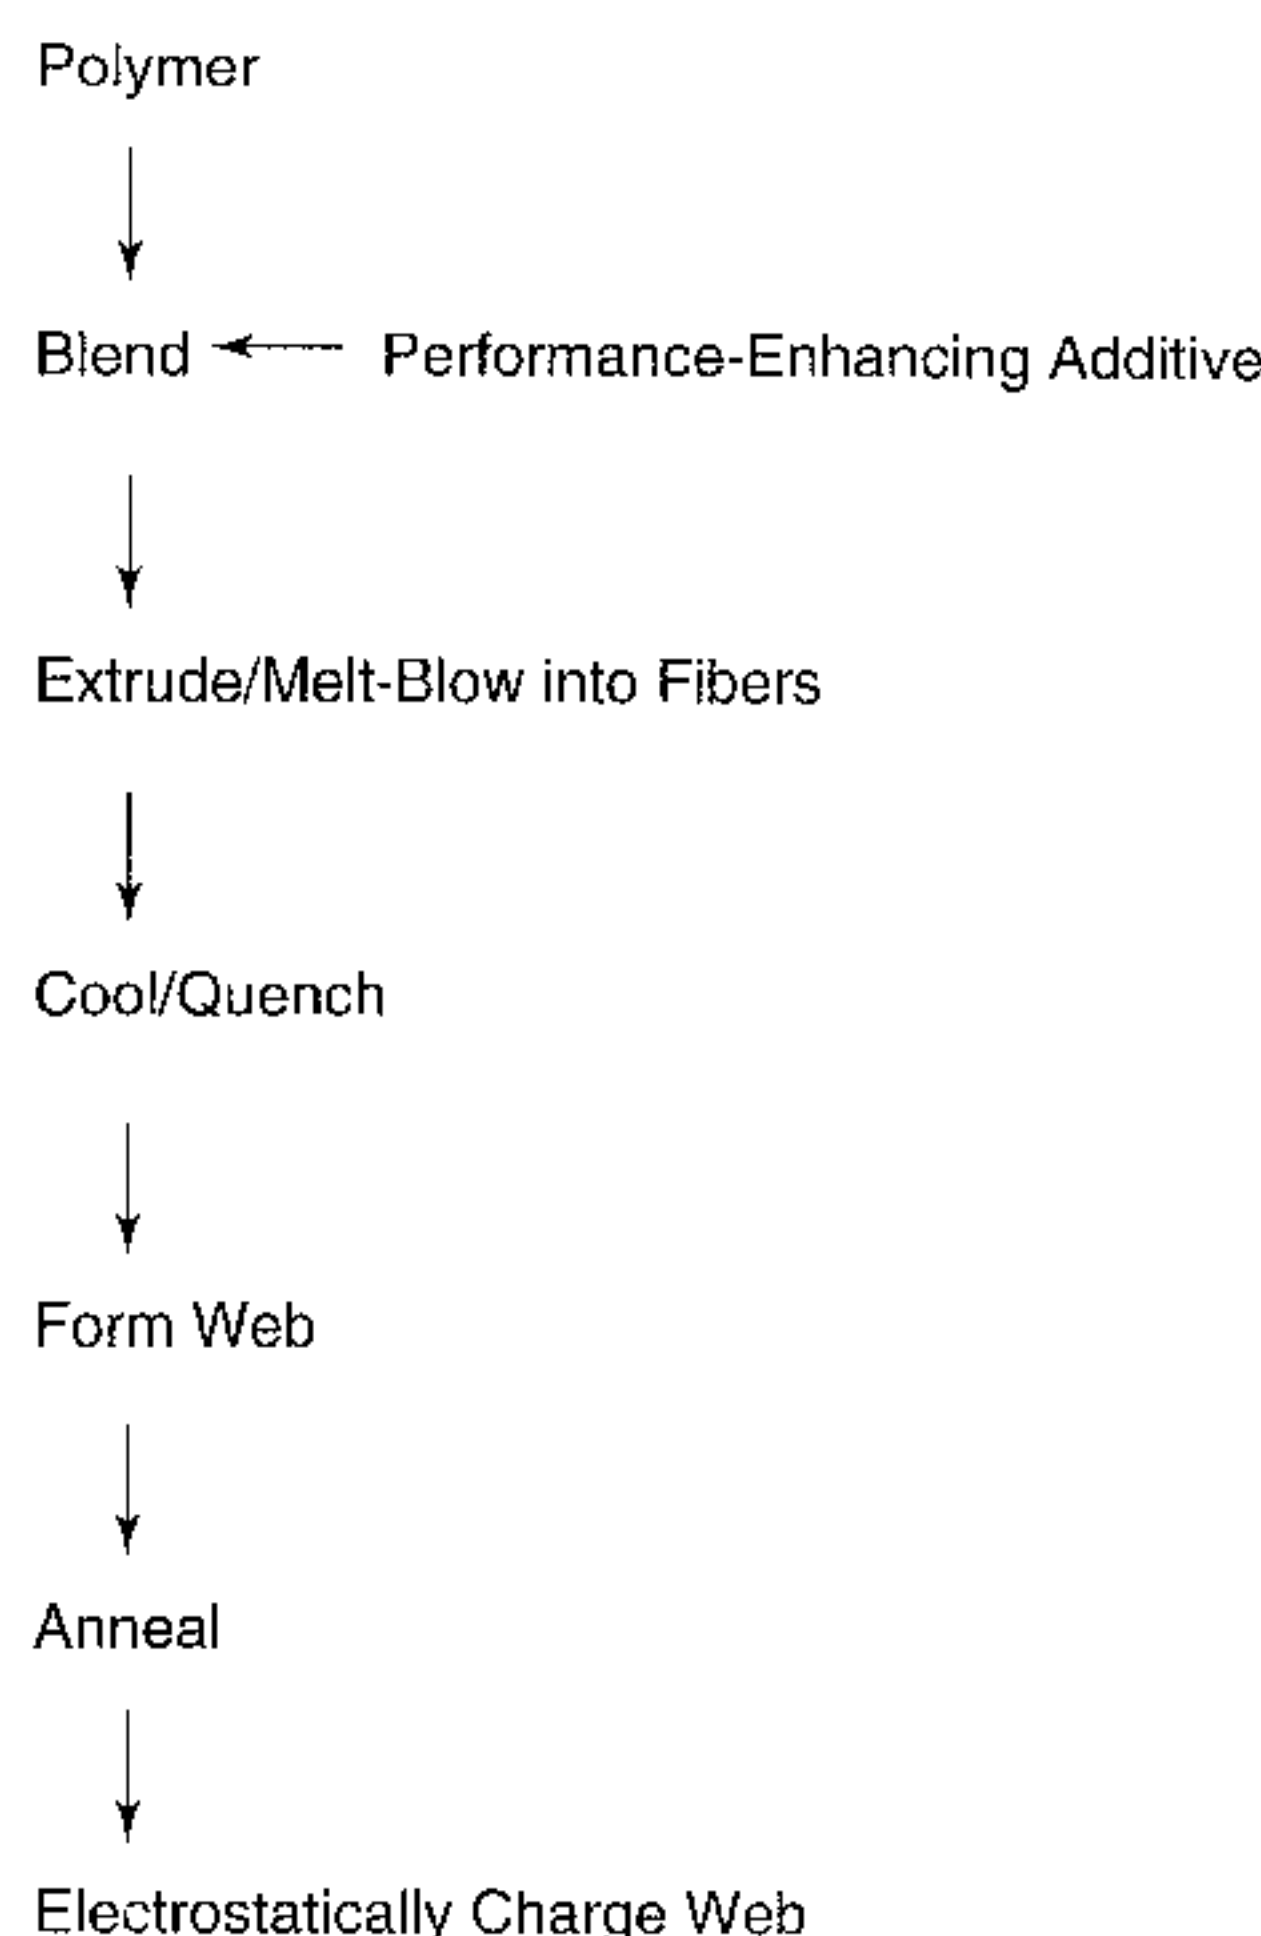 Polymer
Blend
Performance-Enhancing Additive
Extrude/Melt-Blow into Fibers
Cool/Quench
Form Web
Anneal
Electrostatically Charge Web